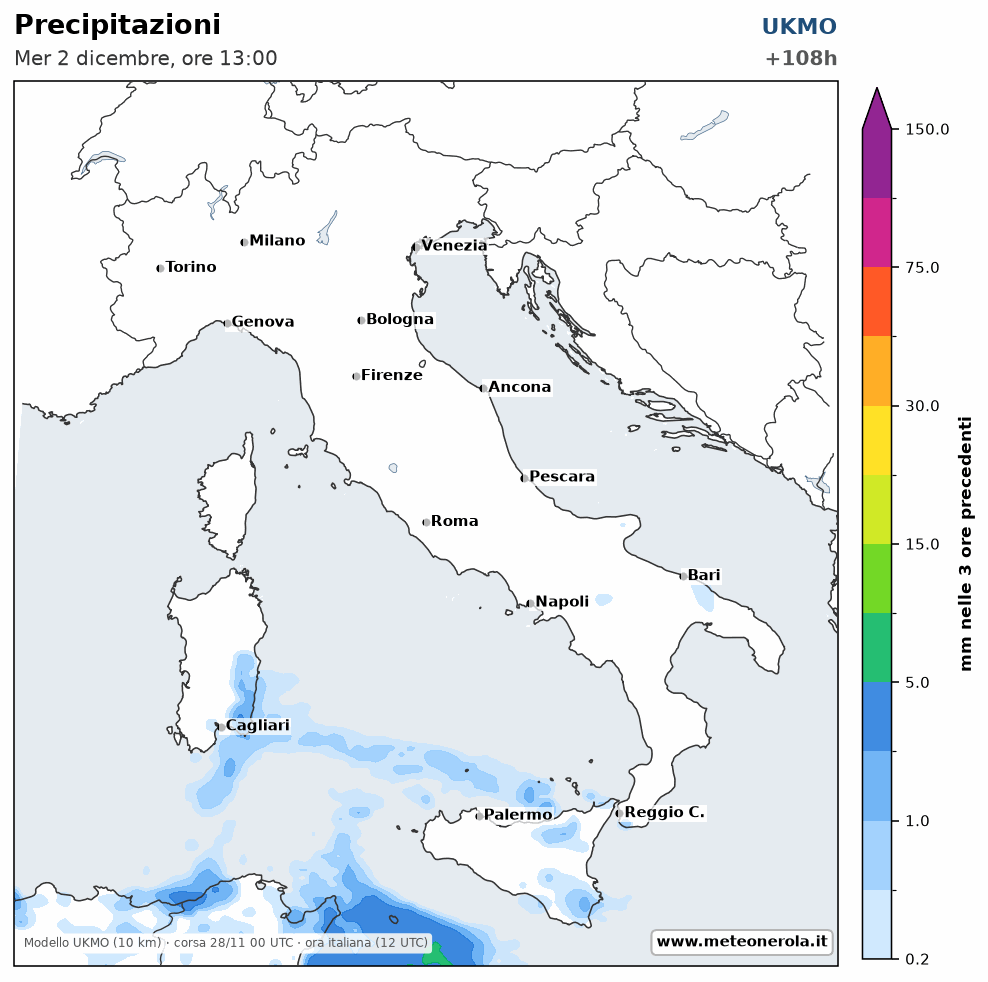 Precipitazioni
UKMO
Mer 2 dicembre, ore 13:00
+108h
150.0
75.0
30.0
15.0
5.0
1.0
0.2
mm nelle 3 ore precedenti
Milano
Venezia
Torino
Genova
Bologna
Firenze
Ancona
Pescara
Roma
Bari
Napoli
Cagliari
Palermo
Reggio C.
Modello UKMO (10 km) · corsa 28/11 00 UTC · ora italiana (12 UTC)
www.meteonerola.it